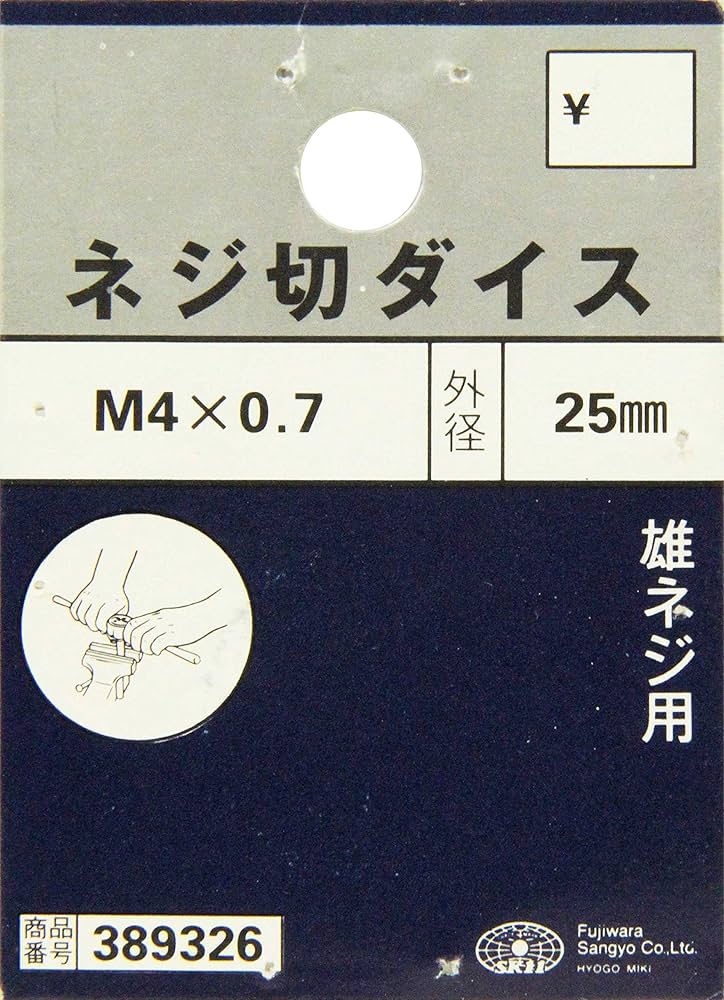 ¥
ネジ切ダイス
M4×0.7
外径
25mm
雄ネジ用
商品
番号
389326
SK11
Fujiwara
Sangyo Co.,Ltd.
HYOGO MIKI